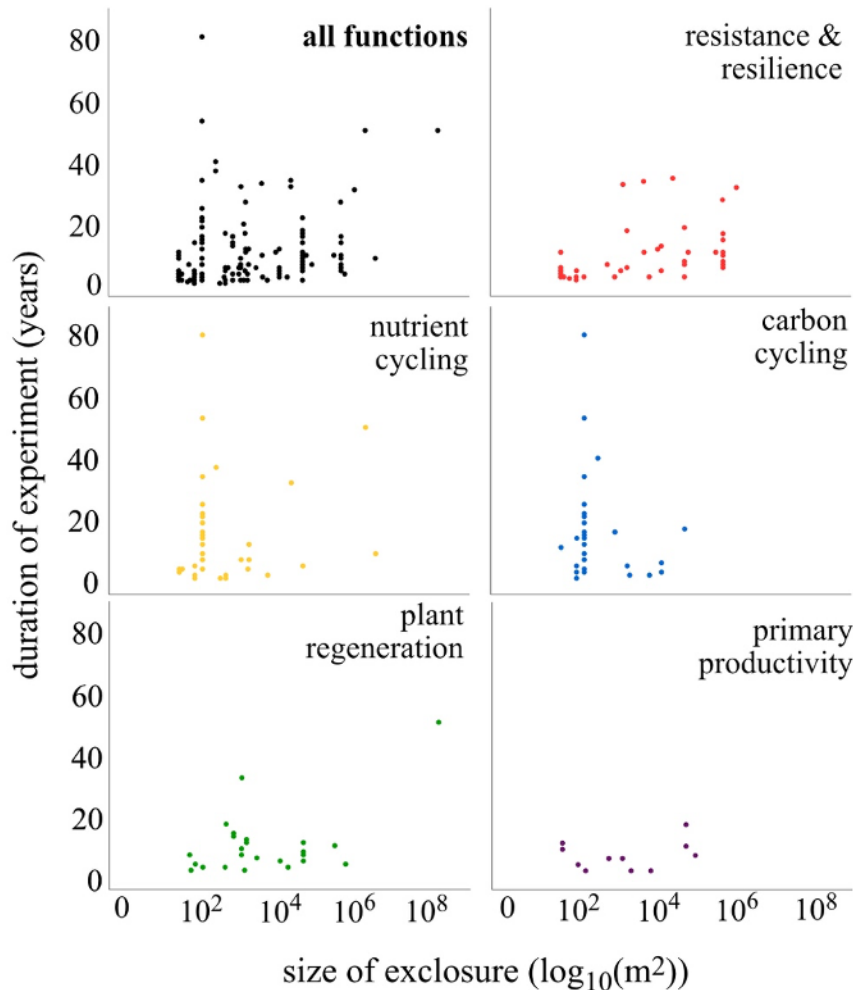 all functions
resistance &
resilience
80
60
40
20
0
nutrient
cycling
carbon
cycling
80
60
40
20
0
plant
regeneration
primary
productivity
80
60
40
20
0
duration of experiment (years)
0 10² 10⁴ 10⁶ 10⁸ 0 10² 10⁴ 10⁶ 10⁸
size of exclosure (log₁₀(m²))